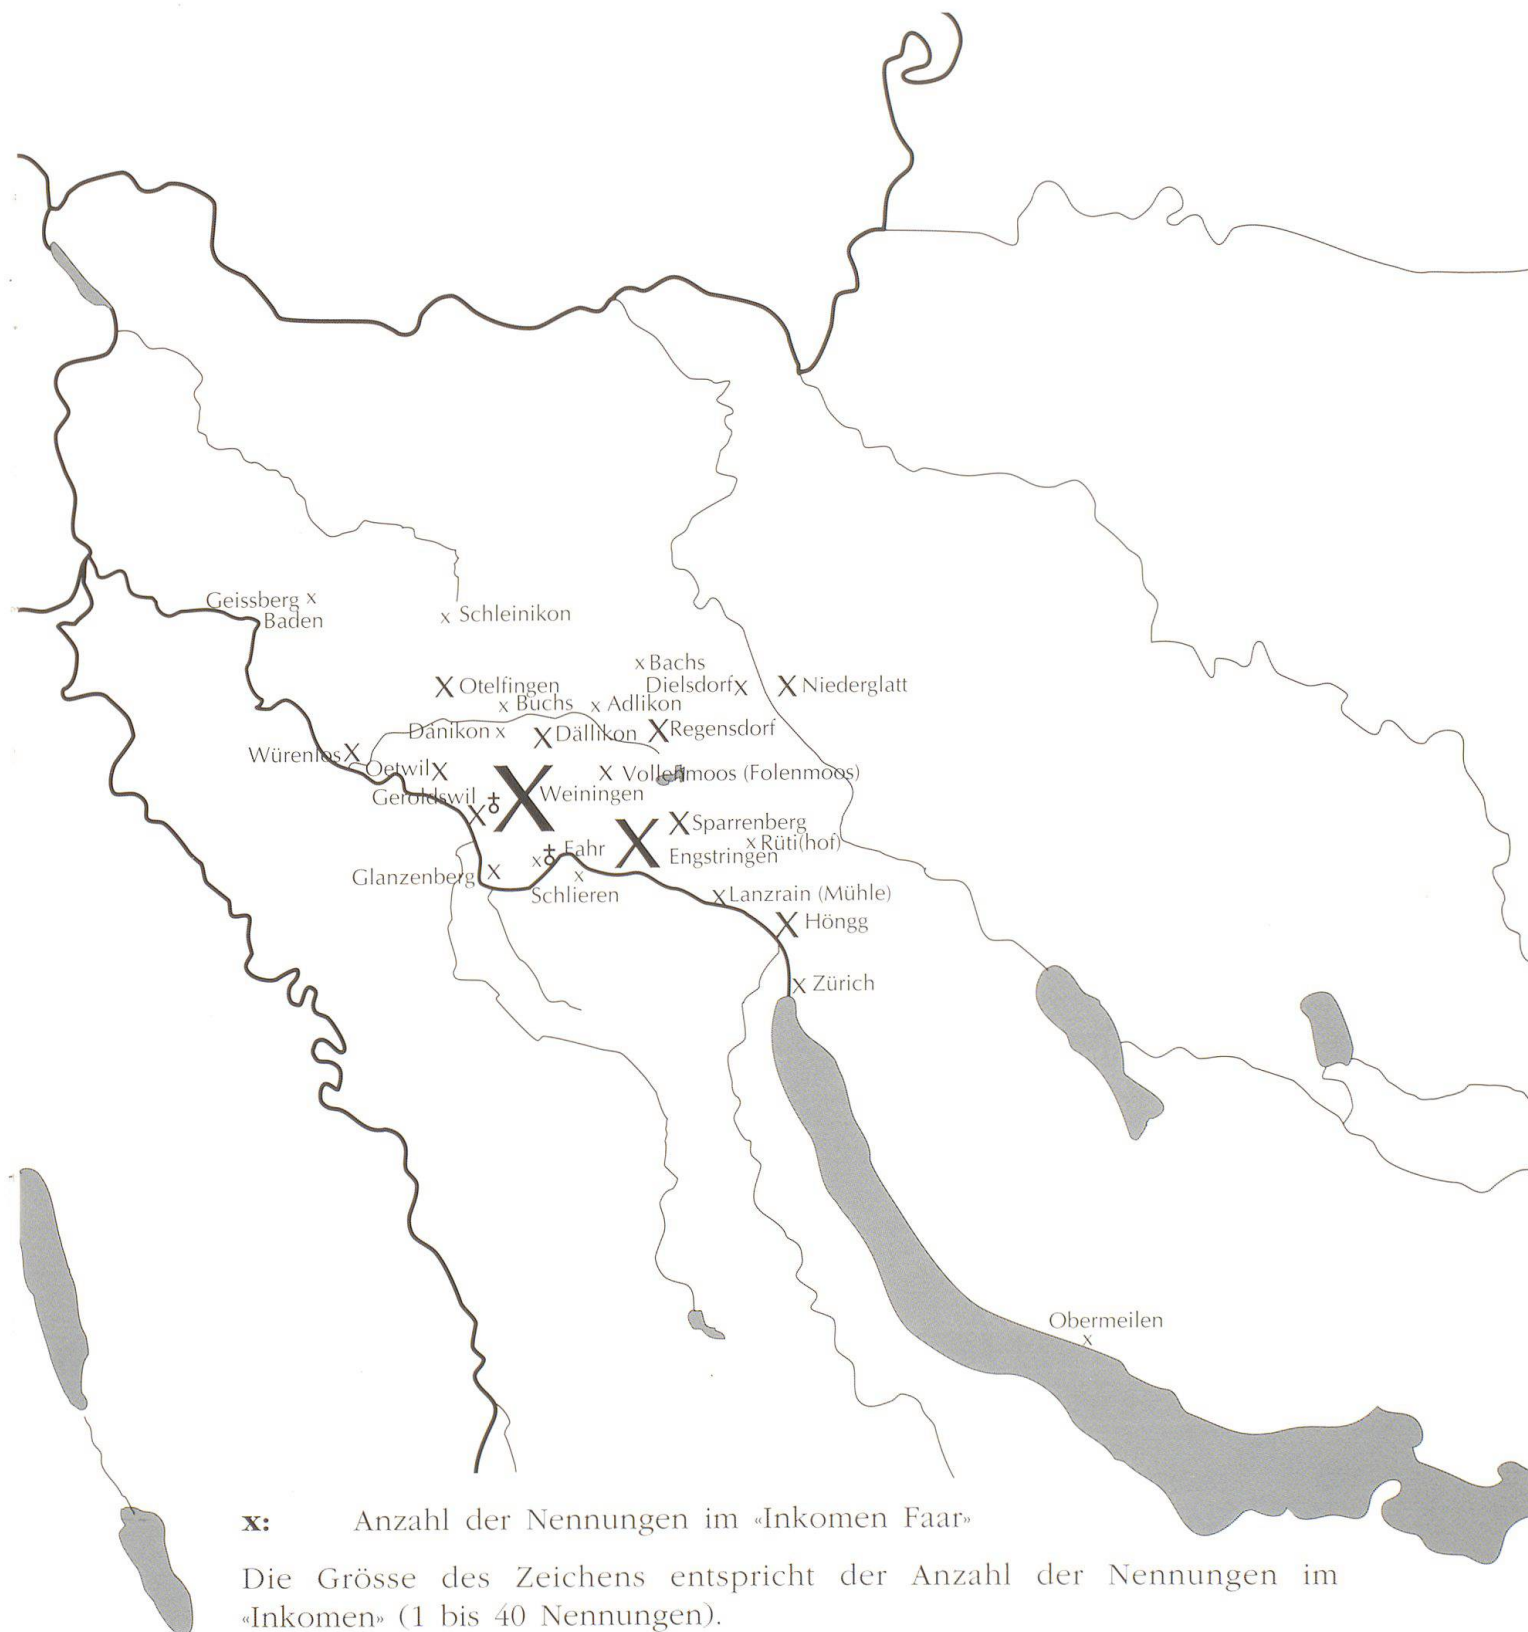 Geissberg x
Baden
x Schleinikon
x Bachs
X Otelfingen
Dielsdorf x
X Niederglatt
x Buchs
x Adlikon
Dänikon x
X Dällikon
X Regensdorf
Würenlos X
Oetwil X
x Vollenmoos (Folenmoos)
Geroldswil X
X Weiningen
X Sparrenberg
x Rüti(hof)
X Engstringen
x Fahr
Glanzenberg x
x
Schlieren
x Lanzrain (Mühle)
X Höngg
x Zürich
Obermeilen
x
x: Anzahl der Nennungen im «Inkomen Faar»
Die Grösse des Zeichens entspricht der Anzahl der Nennungen im
«Inkomen» (1 bis 40 Nennungen).